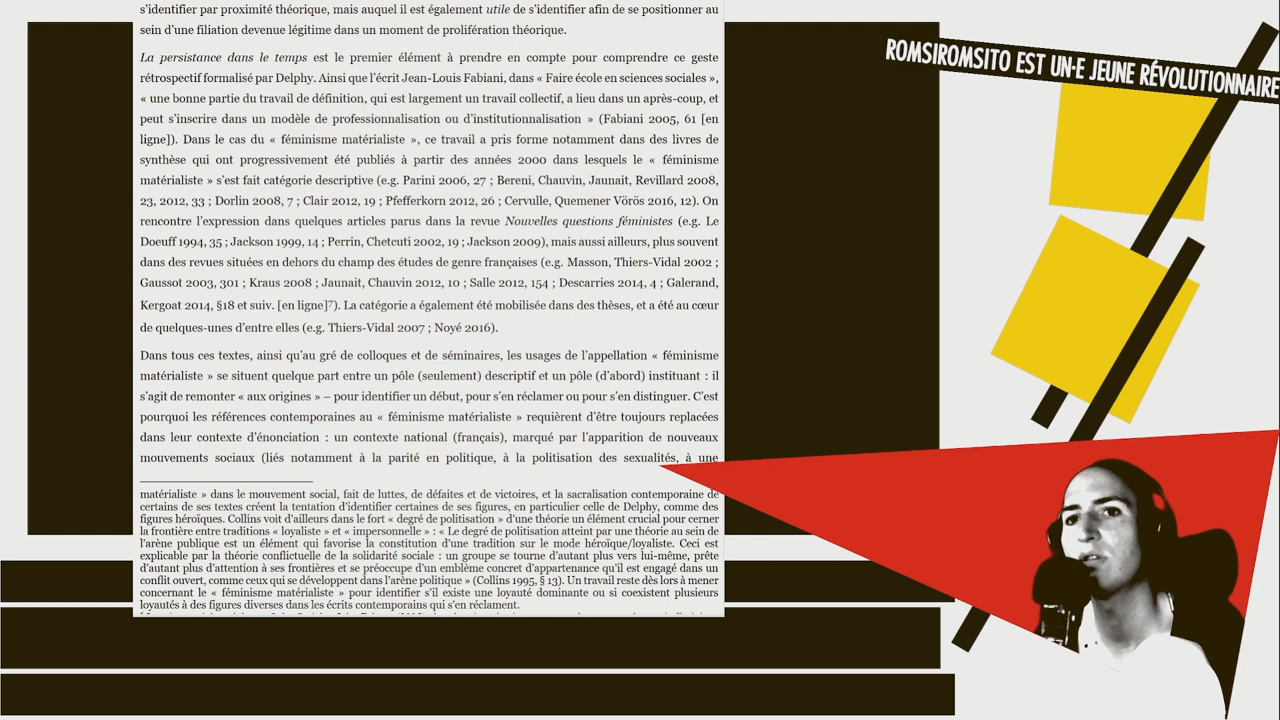 s'identifier par proximité théorique, mais auquel il est également utile de s'identifier afin de se positionner au
sein d'une filiation devenue légitime dans un moment de prolifération théorique.
La persistance dans le temps est le premier élément à prendre en compte pour comprendre ce geste
rétrospectif formalisé par Delphy. Ainsi que l'écrit Jean-Louis Fabiani, dans « Faire école en sciences sociales »,
« une bonne partie du travail de définition, qui est largement un travail collectif, a lieu dans un après-coup, et
peut s'inscrire dans un modèle de professionnalisation ou d'institutionnalisation » (Fabiani 2005, 61 [en
ligne]). Dans le cas du « féminisme matérialiste », ce travail a pris forme notamment dans des livres de
synthèse qui ont progressivement été publiés à partir des années 2000 dans lesquels le « féminisme
matérialiste » s'est fait catégorie descriptive (e.g. Parini 2006, 27 ; Bereni, Chauvin, Jaunait, Revillard 2008,
23, 2012, 33 ; Dorlin 2008, 7 ; Clair 2012, 19 ; Pfefferkorn 2012, 26 ; Cervulle, Quemener Vörös 2016, 12). On
rencontre l'expression dans quelques articles parus dans la revue Nouvelles questions féministes (e.g. Le
Doeuff 1994, 35 ; Jackson 1999, 14 ; Perrin, Chetcuti 2002, 19 ; Jackson 2009), mais aussi ailleurs, plus souvent
dans des revues situées en dehors du champ des études de genre françaises (e.g. Masson, Thiers-Vidal 2002 ;
Gaussot 2003, 301 ; Kraus 2008 ; Jaunait, Chauvin 2012, 10 ; Salle 2012, 154 ; Descarries 2014, 4 ; Galerand,
Kergoat 2014, §18 et suiv. [en ligne]⁷). La catégorie a également été mobilisée dans des thèses, et a été au cœur
de quelques-unes d'entre elles (e.g. Thiers-Vidal 2007 ; Noyé 2016).
Dans tous ces textes, ainsi qu'au gré de colloques et de séminaires, les usages de l'appellation « féminisme
matérialiste » se situent quelque part entre un pôle (seulement) descriptif et un pôle (d'abord) instituant : il
s'agit de remonter « aux origines » – pour identifier un début, pour s'en réclamer ou pour s'en distinguer. C'est
pourquoi les références contemporaines au « féminisme matérialiste » requièrent d'être toujours replacées
dans leur contexte d'énonciation : un contexte national (français), marqué par l'apparition de nouveaux
mouvements sociaux (liés notamment à la parité en politique, à la politisation des sexualités, à une
matérialiste » dans le mouvement social, fait de luttes, de défaites et de victoires, et la sacralisation contemporaine de
certains de ses textes créent la tentation d'identifier certaines de ses figures, en particulier celle de Delphy, comme des
figures héroïques. Collins voit d'ailleurs dans le fort « degré de politisation » d'une théorie un élément crucial pour cerner
la frontière entre traditions « loyaliste » et « impersonnelle » : « Le degré de politisation atteint par une théorie au sein de
l'arène publique est un élément qui favorise la constitution d'une tradition sur le mode héroïque/loyaliste. Ceci est
explicable par la théorie conflictuelle de la solidarité sociale : un groupe se tourne d'autant plus vers lui-même, prête
d'autant plus d'attention à ses frontières et se préoccupe d'un emblème concret d'appartenance qu'il est engagé dans un
conflit ouvert, comme ceux qui se développent dans l'arène politique » (Collins 1995, § 13). Un travail reste dès lors à mener
concernant le « féminisme matérialiste » pour identifier s'il existe une loyauté dominante ou si coexistent plusieurs
loyautés à des figures diverses dans les écrits contemporains qui s'en réclament.
ROMSIROMSITO EST UN·E JEUNE RÉVOLUTIONNAIRE